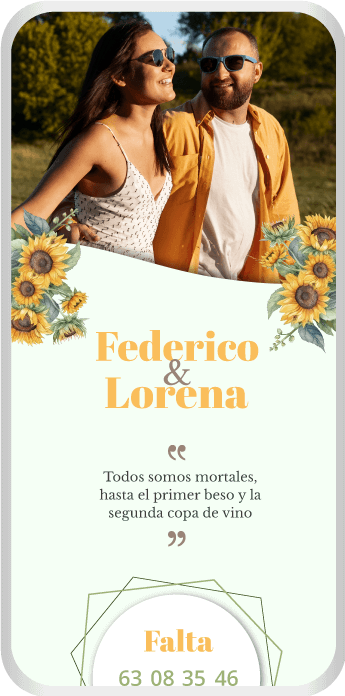 Federico
&
Lorena
“
Todos somos mortales,
hasta el primer beso y la
segunda copa de vino
”
Falta
63 08 35 46